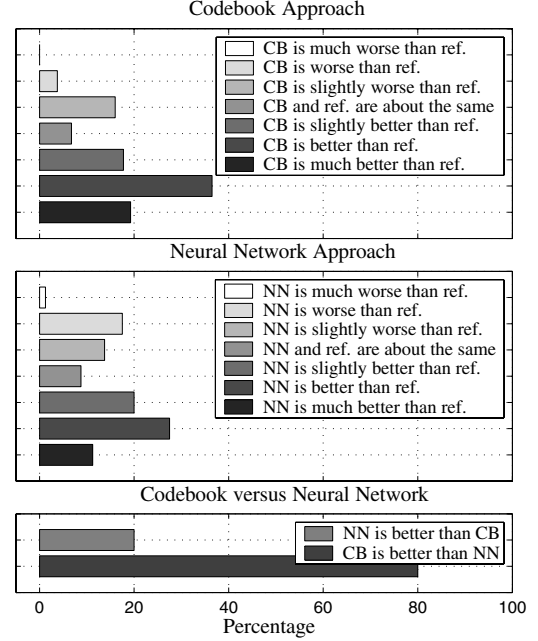 Codebook Approach
CB is much worse than ref.
CB is worse than ref.
CB is slightly worse than ref.
CB and ref. are about the same
CB is slightly better than ref.
CB is better than ref.
CB is much better than ref.
Neural Network Approach
NN is much worse than ref.
NN is worse than ref.
NN is slightly worse than ref.
NN and ref. are about the same
NN is slightly better than ref.
NN is better than ref.
NN is much better than ref.
Codebook versus Neural Network
NN is better than CB
CB is better than NN
0 20 40 60 80 100
Percentage